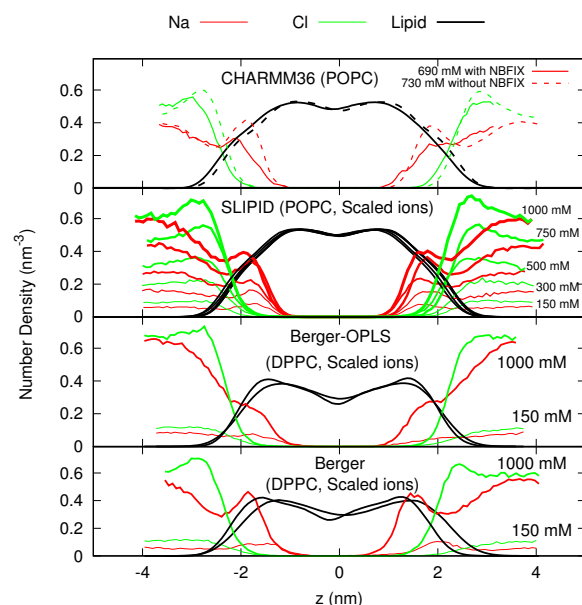 Na Cl Lipid
CHARMM36 (POPC)
690 mM with NBFIX
730 mM without NBFIX
0.6
0.4
0.2
0
SLIPID (POPC, Scaled ions)
1000 mM
750 mM
500 mM
300 mM
150 mM
0.6
0.4
0.2
0
Berger-OPLS
(DPPC, Scaled ions)
1000 mM
150 mM
0.6
0.4
0.2
0
Berger
(DPPC, Scaled ions)
1000 mM
150 mM
0.6
0.4
0.2
0
Number Density (nm-3)
-4 -2 0 2 4
z (nm)